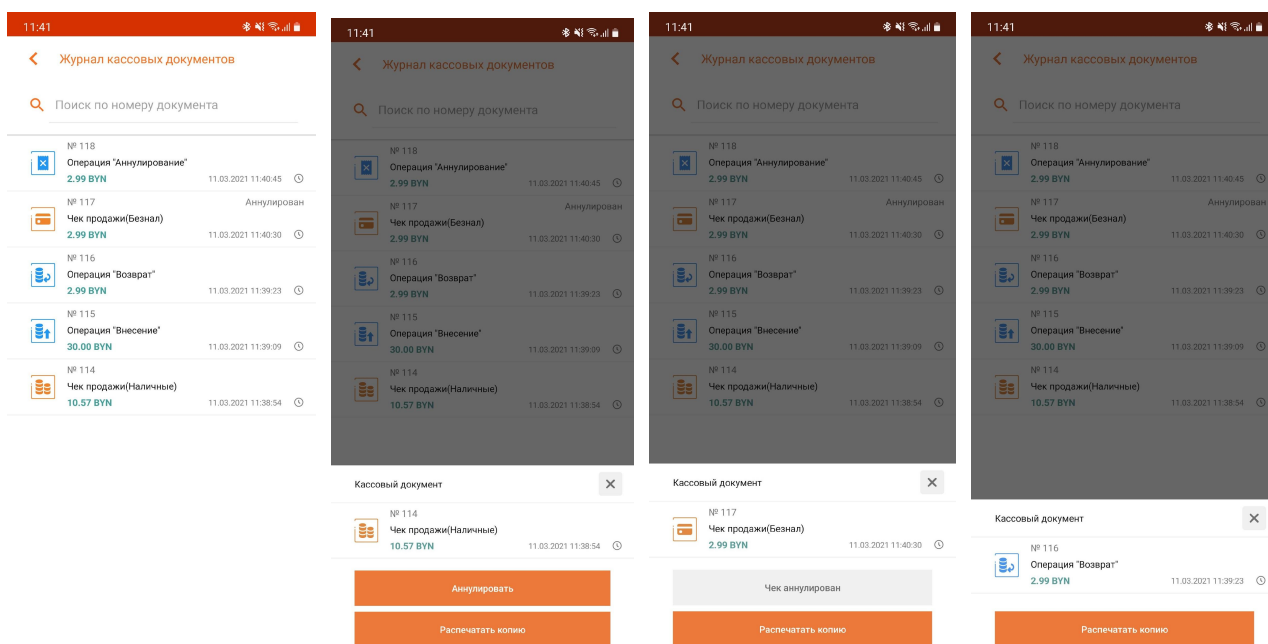 11:41
Журнал кассовых документов
Поиск по номеру документа
№ 118
Операция "Аннулирование"
2.99 BYN 11.03.2021 11:40:45
№ 117 Аннулирован
Чек продажи(Безнал)
2.99 BYN 11.03.2021 11:40:30
№ 116
Операция "Возврат"
2.99 BYN 11.03.2021 11:39:23
№ 115
Операция "Внесение"
30.00 BYN 11.03.2021 11:39:09
№ 114
Чек продажи(Наличные)
10.57 BYN 11.03.2021 11:38:54
11:41
Журнал кассовых документов
Поиск по номеру документа
№ 118
Операция "Аннулирование"
2.99 BYN 11.03.2021 11:40:45
№ 117 Аннулирован
Чек продажи(Безнал)
2.99 BYN 11.03.2021 11:40:30
№ 116
Операция "Возврат"
2.99 BYN 11.03.2021 11:39:23
№ 115
Операция "Внесение"
30.00 BYN 11.03.2021 11:39:09
№ 114
Чек продажи(Наличные)
10.57 BYN 11.03.2021 11:38:54
Кассовый документ
№ 114
Чек продажи(Наличные)
10.57 BYN 11.03.2021 11:38:54
Аннулировать
Распечатать копию
11:41
Журнал кассовых документов
Поиск по номеру документа
№ 118
Операция "Аннулирование"
2.99 BYN 11.03.2021 11:40:45
№ 117 Аннулирован
Чек продажи(Безнал)
2.99 BYN 11.03.2021 11:40:30
№ 116
Операция "Возврат"
2.99 BYN 11.03.2021 11:39:23
№ 115
Операция "Внесение"
30.00 BYN 11.03.2021 11:39:09
№ 114
Чек продажи(Наличные)
10.57 BYN 11.03.2021 11:38:54
Кассовый документ
№ 117
Чек продажи(Безнал)
2.99 BYN 11.03.2021 11:40:30
Чек аннулирован
Распечатать копию
11:41
Журнал кассовых документов
Поиск по номеру документа
№ 118
Операция "Аннулирование"
2.99 BYN 11.03.2021 11:40:45
№ 117 Аннулирован
Чек продажи(Безнал)
2.99 BYN 11.03.2021 11:40:30
№ 116
Операция "Возврат"
2.99 BYN 11.03.2021 11:39:23
№ 115
Операция "Внесение"
30.00 BYN 11.03.2021 11:39:09
№ 114
Чек продажи(Наличные)
10.57 BYN 11.03.2021 11:38:54
Кассовый документ
№ 116
Операция "Возврат"
2.99 BYN 11.03.2021 11:39:23
Распечатать копию